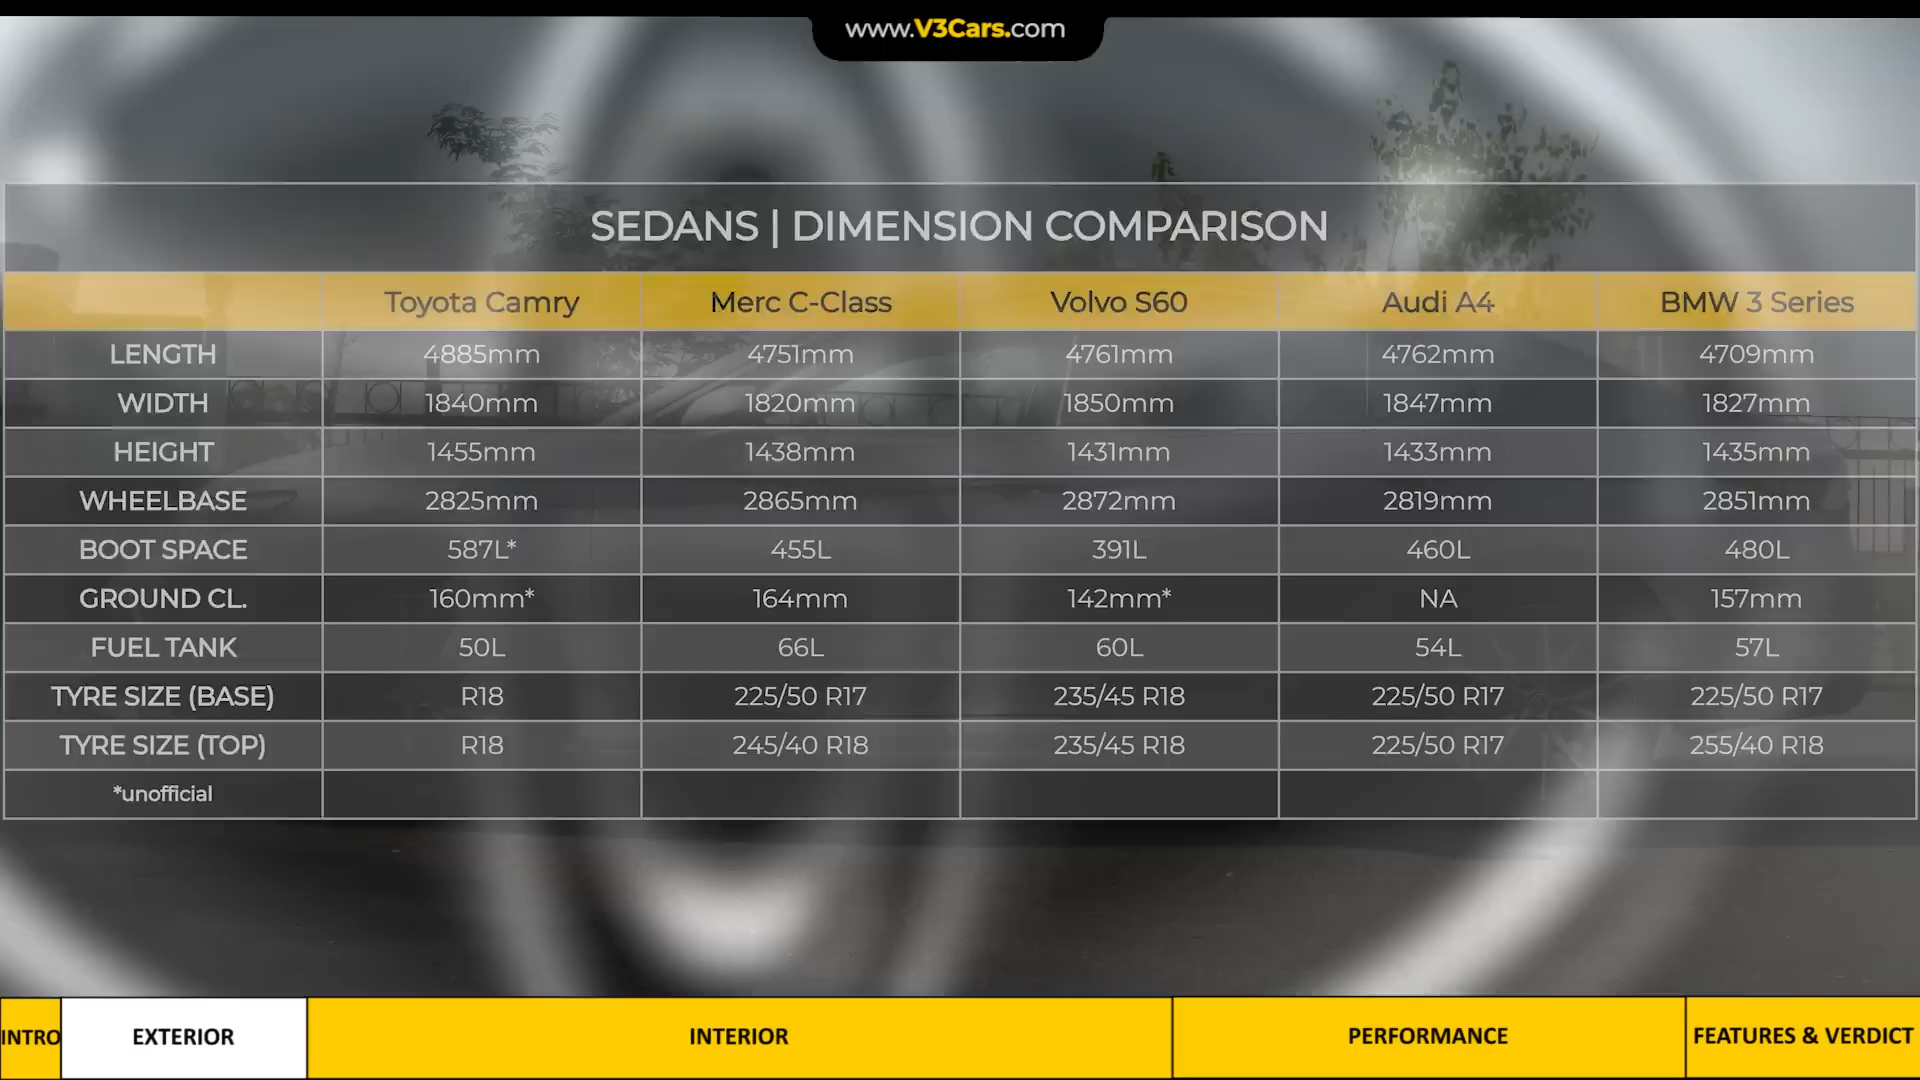 www.V3Cars.com
SEDANS | DIMENSION COMPARISON
Toyota Camry Merc C-Class Volvo S60 Audi A4 BMW 3 Series
LENGTH 4885mm 4751mm 4761mm 4762mm 4709mm
WIDTH 1840mm 1820mm 1850mm 1847mm 1827mm
HEIGHT 1455mm 1438mm 1431mm 1433mm 1435mm
WHEELBASE 2825mm 2865mm 2872mm 2819mm 2851mm
BOOT SPACE 587L* 455L 391L 460L 480L
GROUND CL. 160mm* 164mm 142mm* NA 157mm
FUEL TANK 50L 66L 60L 54L 57L
TYRE SIZE (BASE) R18 225/50 R17 235/45 R18 225/50 R17 225/50 R17
TYRE SIZE (TOP) R18 245/40 R18 235/45 R18 225/50 R17 255/40 R18
*unofficial
INTRO EXTERIOR INTERIOR PERFORMANCE FEATURES & VERDICT